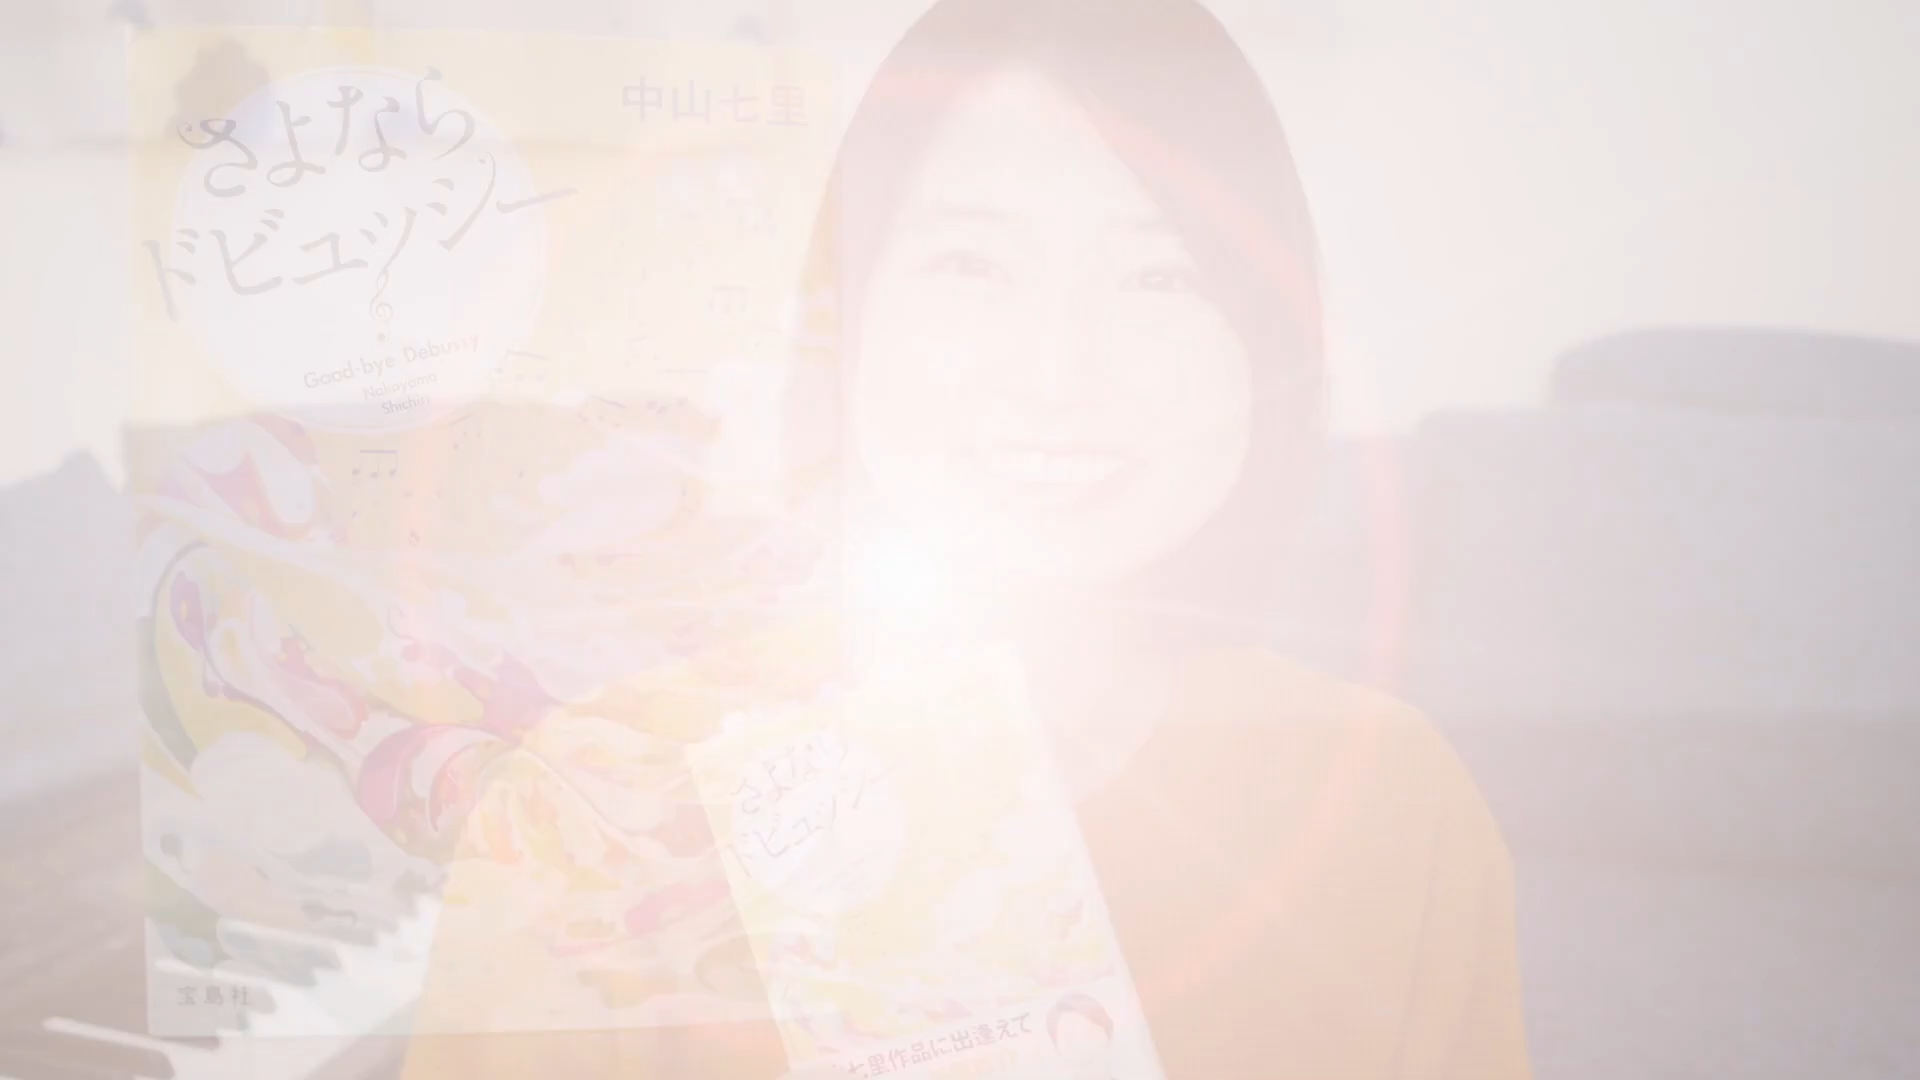 さよなら
ドビュッシー
中山七里
Good-bye Debussy
Nakayama
Shichiri
宝島社
さよなら
ドビュッシー
七里作品に出逢えて